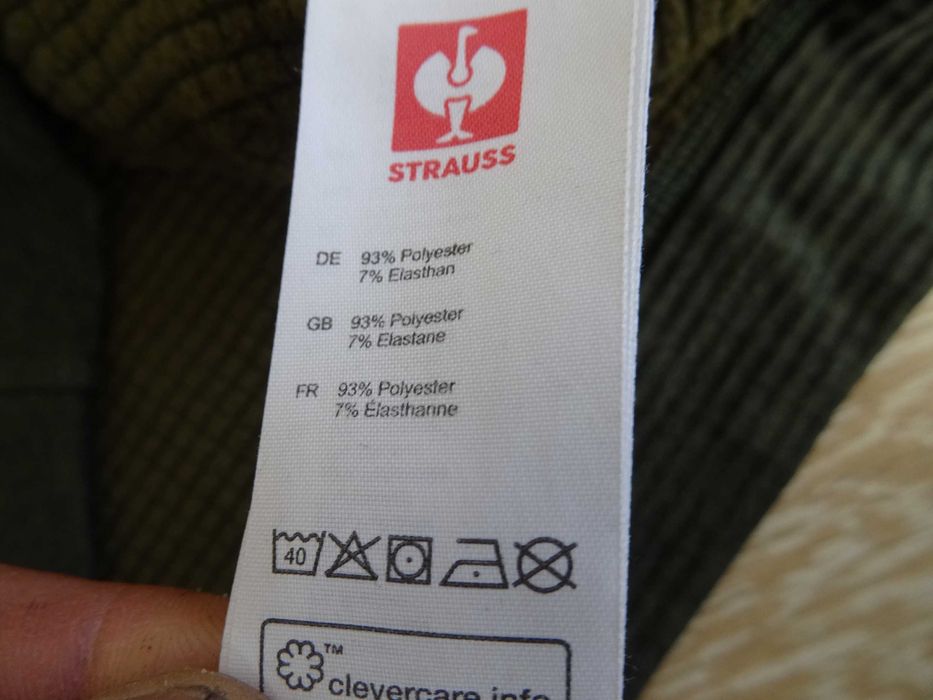 STRAUSS
DE 93% Polyester
7% Elasthan
GB 93% Polyester
7% Elastane
FR 93% Polyester
7% Élasthanne
40
TM
clevercare.info